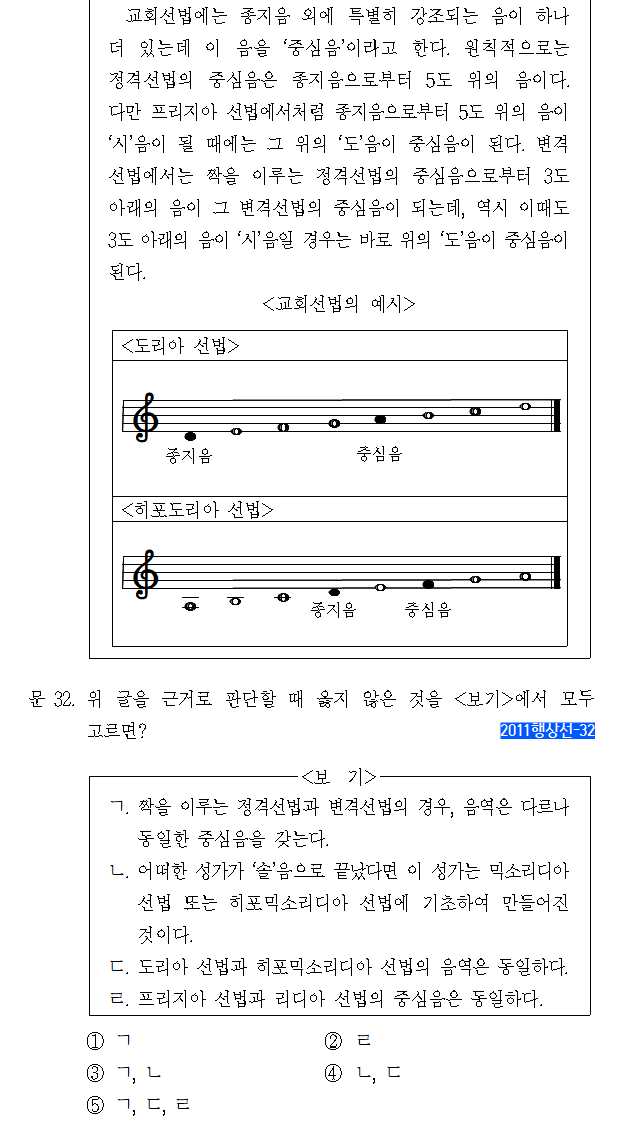 교회선법에는 종지음 외에 특별히 강조되는 음이 하나
더 있는데 이 음을 ‘중심음’이라고 한다. 원칙적으로는
정격선법의 중심음은 종지음으로부터 5도 위의 음이다.
다만 프리지아 선법에서처럼 종지음으로부터 5도 위의 음이
‘시’음이 될 때에는 그 위의 ‘도’음이 중심음이 된다. 변격
선법에서는 짝을 이루는 정격선법의 중심음으로부터 3도
아래의 음이 그 변격선법의 중심음이 되는데, 역시 이때도
3도 아래의 음이 ‘시’음일 경우는 바로 위의 ‘도’음이 중심음이
된다.
<교회선법의 예시>
<도리아 선법>
종지음 중심음
<히포도리아 선법>
종지음 중심음
문 32. 위 글을 근거로 판단할 때 옳지 않은 것을 <보기>에서 모두
고르면? 2011행상선-32
<보 기>
ㄱ. 짝을 이루는 정격선법과 변격선법의 경우, 음역은 다르나
동일한 중심음을 갖는다.
ㄴ. 어떠한 성가가 ‘솔’음으로 끝났다면 이 성가는 믹소리디아
선법 또는 히포믹소리디아 선법에 기초하여 만들어진
것이다.
ㄷ. 도리아 선법과 히포믹소리디아 선법의 음역은 동일하다.
ㄹ. 프리지아 선법과 리디아 선법의 중심음은 동일하다.
① ㄱ ② ㄹ
③ ㄱ, ㄴ ④ ㄴ, ㄷ
⑤ ㄱ, ㄷ, ㄹ